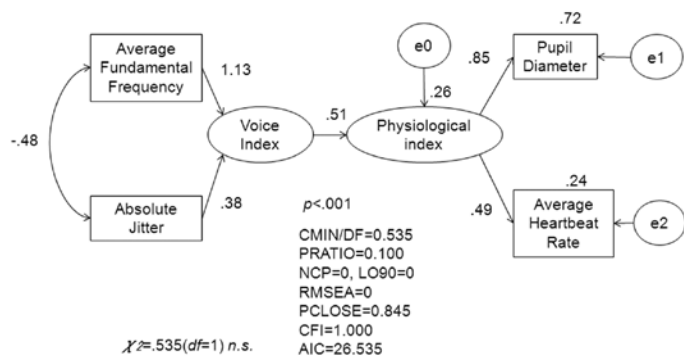 Average
Fundamental
Frequency
1.13
-.48
Absolute
Jitter
.38
Voice
Index
.51
e0
.26
Physiological
index
.85
.72
Pupil
Diameter
e1
.49
.24
Average
Heartbeat
Rate
e2
p<.001
CMIN/DF=0.535
PRATIO=0.100
NCP=0, LO90=0
RMSEA=0
PCLOSE=0.845
CFI=1.000
AIC=26.535
χ2=.535(df=1) n.s.